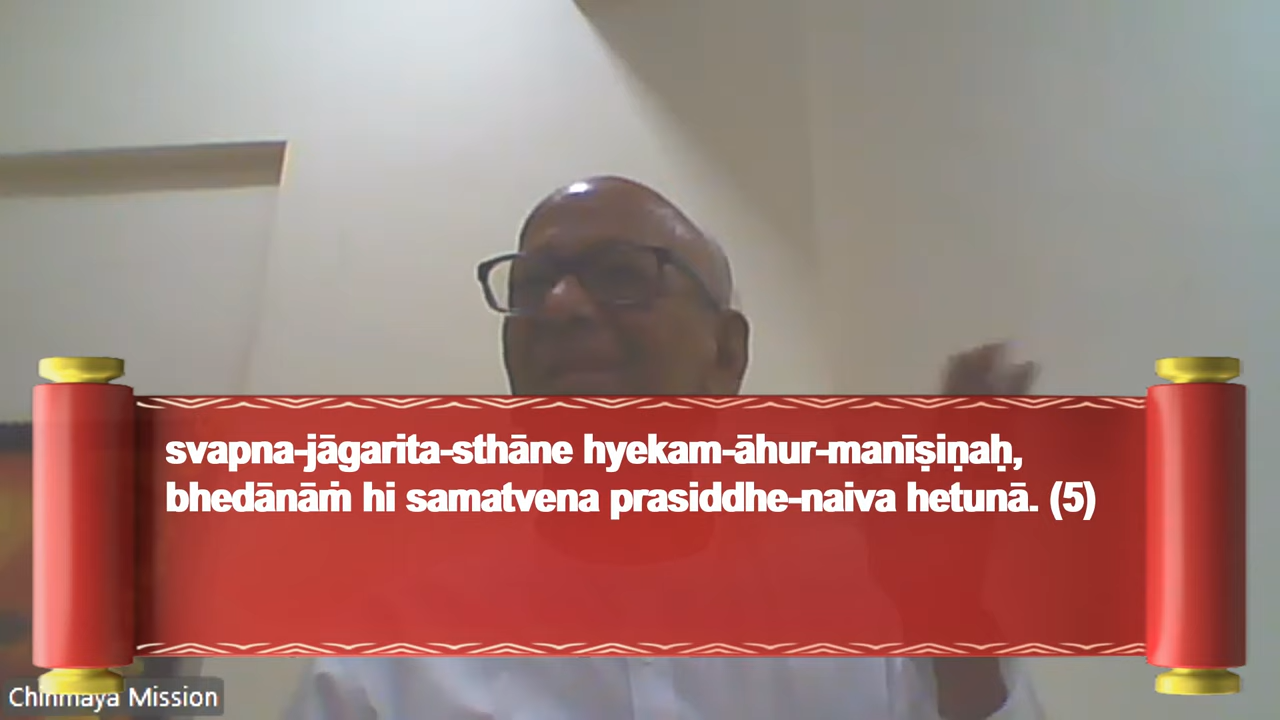 svapna-jāgarita-sthāne hyekam-āhur-manīṣiṇaḥ,
bhedānāṁ hi samatvena prasiddhe-naiva hetunā. (5)
Chinmaya Mission